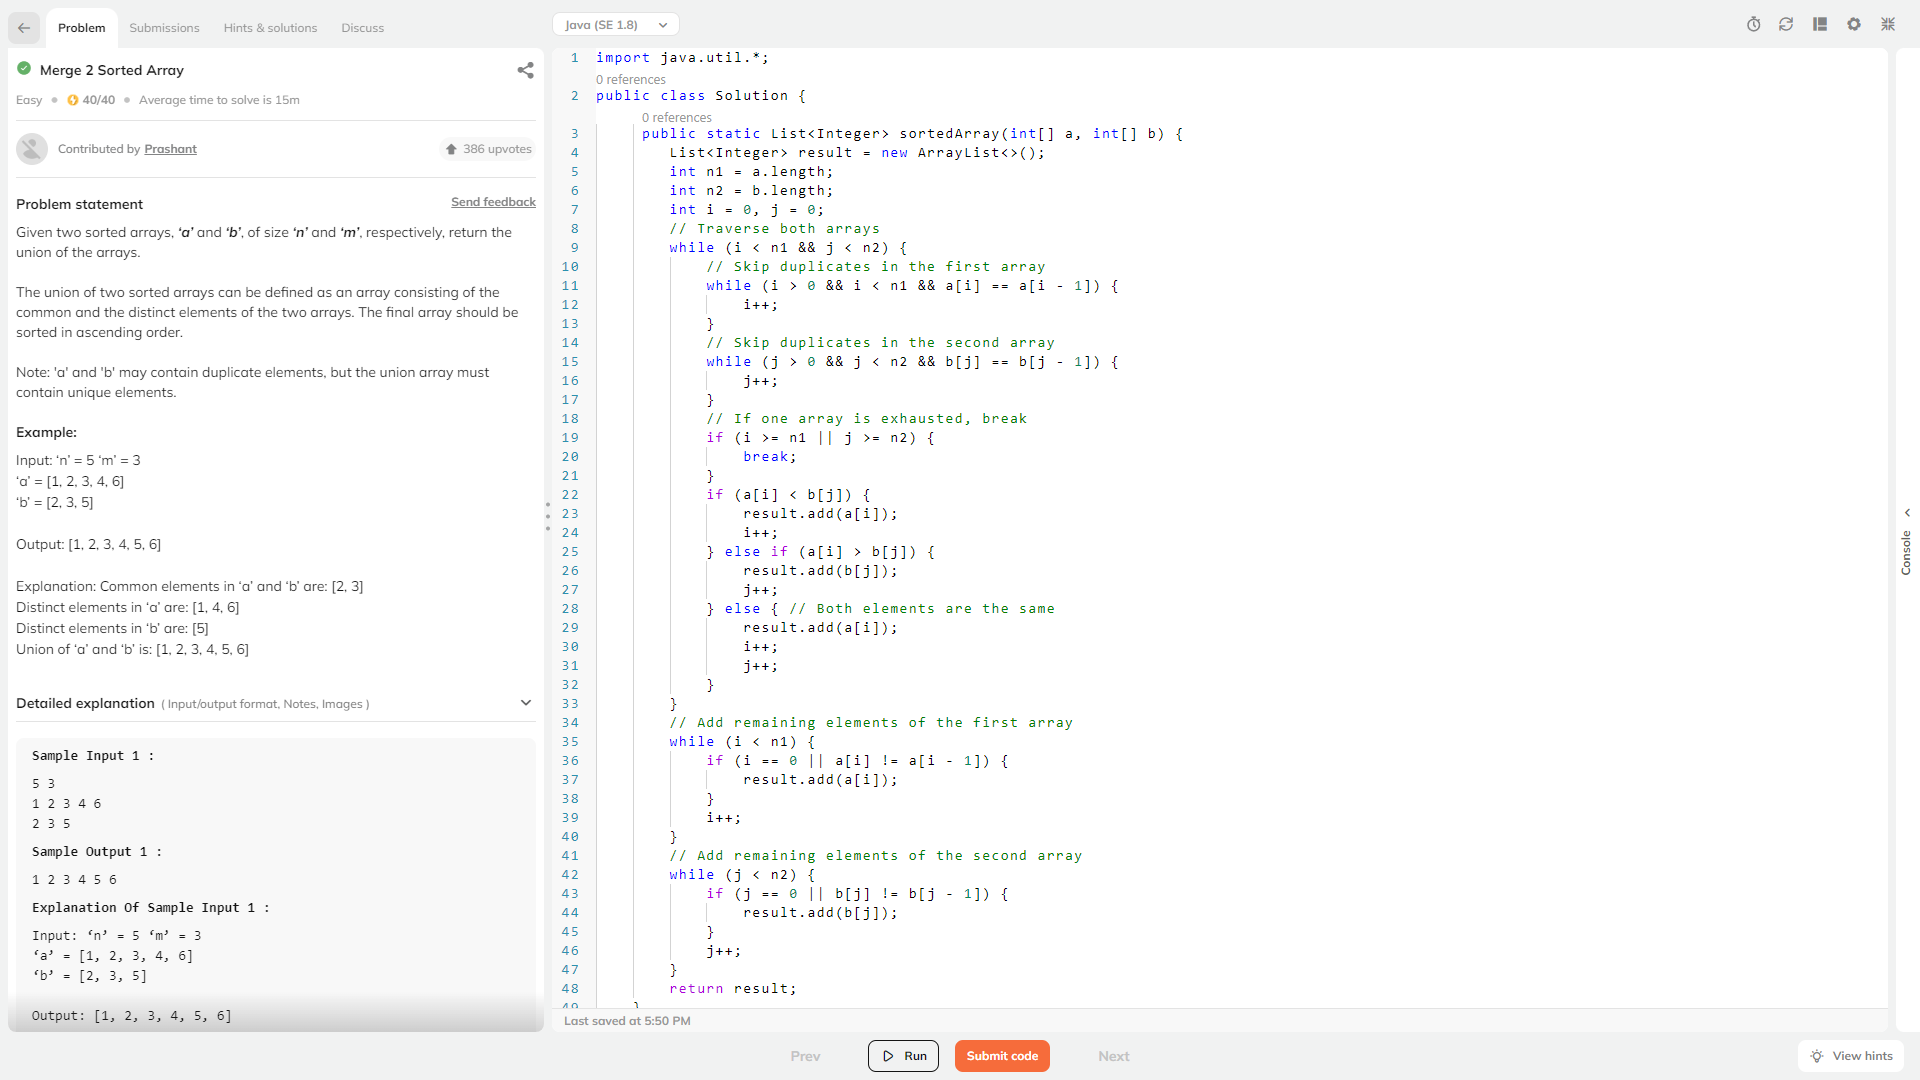 Problem
Submissions
Hints & solutions
Discuss
Merge 2 Sorted Array
Easy
40/40
Average time to solve is 15m
Contributed by Prashant
386 upvotes
Problem statement
Send feedback
Given two sorted arrays, ‘a’ and ‘b’, of size ‘n’ and ‘m’, respectively, return the
union of the arrays.
The union of two sorted arrays can be defined as an array consisting of the
common and the distinct elements of the two arrays. The final array should be
sorted in ascending order.
Note: 'a' and 'b' may contain duplicate elements, but the union array must
contain unique elements.
Example:
Input: ‘n’ = 5 ‘m’ = 3
‘a’ = [1, 2, 3, 4, 6]
‘b’ = [2, 3, 5]
Output: [1, 2, 3, 4, 5, 6]
Explanation: Common elements in ‘a’ and ‘b’ are: [2, 3]
Distinct elements in ‘a’ are: [1, 4, 6]
Distinct elements in ‘b’ are: [5]
Union of ‘a’ and ‘b’ is: [1, 2, 3, 4, 5, 6]
Detailed explanation ( Input/output format, Notes, Images )
Sample Input 1 :
5 3
1 2 3 4 6
2 3 5
Sample Output 1 :
1 2 3 4 5 6
Explanation Of Sample Input 1 :
Input: ‘n’ = 5 ‘m’ = 3
‘a’ = [1, 2, 3, 4, 6]
‘b’ = [2, 3, 5]
Output: [1, 2, 3, 4, 5, 6]
Java (SE 1.8)
1 import java.util.*;
0 references
2 public class Solution {
0 references
3 public static List<Integer> sortedArray(int[] a, int[] b) {
4 List<Integer> result = new ArrayList<>();
5 int n1 = a.length;
6 int n2 = b.length;
7 int i = 0, j = 0;
8 // Traverse both arrays
9 while (i < n1 && j < n2) {
10 // Skip duplicates in the first array
11 while (i > 0 && i < n1 && a[i] == a[i - 1]) {
12 i++;
13 }
14 // Skip duplicates in the second array
15 while (j > 0 && j < n2 && b[j] == b[j - 1]) {
16 j++;
17 }
18 // If one array is exhausted, break
19 if (i >= n1 || j >= n2) {
20 break;
21 }
22 if (a[i] < b[j]) {
23 result.add(a[i]);
24 i++;
25 } else if (a[i] > b[j]) {
26 result.add(b[j]);
27 j++;
28 } else { // Both elements are the same
29 result.add(a[i]);
30 i++;
31 j++;
32 }
33 }
34 // Add remaining elements of the first array
35 while (i < n1) {
36 if (i == 0 || a[i] != a[i - 1]) {
37 result.add(a[i]);
38 }
39 i++;
40 }
41 // Add remaining elements of the second array
42 while (j < n2) {
43 if (j == 0 || b[j] != b[j - 1]) {
44 result.add(b[j]);
45 }
46 j++;
47 }
48 return result;
49 }
Last saved at 5:50 PM
Console
Prev
Run
Submit code
Next
View hints